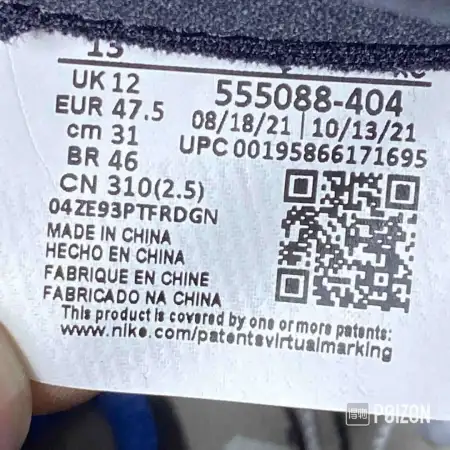 13
UK 12
EUR 47.5
cm 31
BR 46
CN 310(2.5)
04ZE93PTFRDGN
555088-404
08/18/21 | 10/13/21
UPC 00195866171695
MADE IN CHINA
HECHO EN CHINA
FABRIQUE EN CHINE
FABRICADO NA CHINA
This product is covered by one or more patents:
www.nike.com/patentsvirtualmarking
得物 POIZON